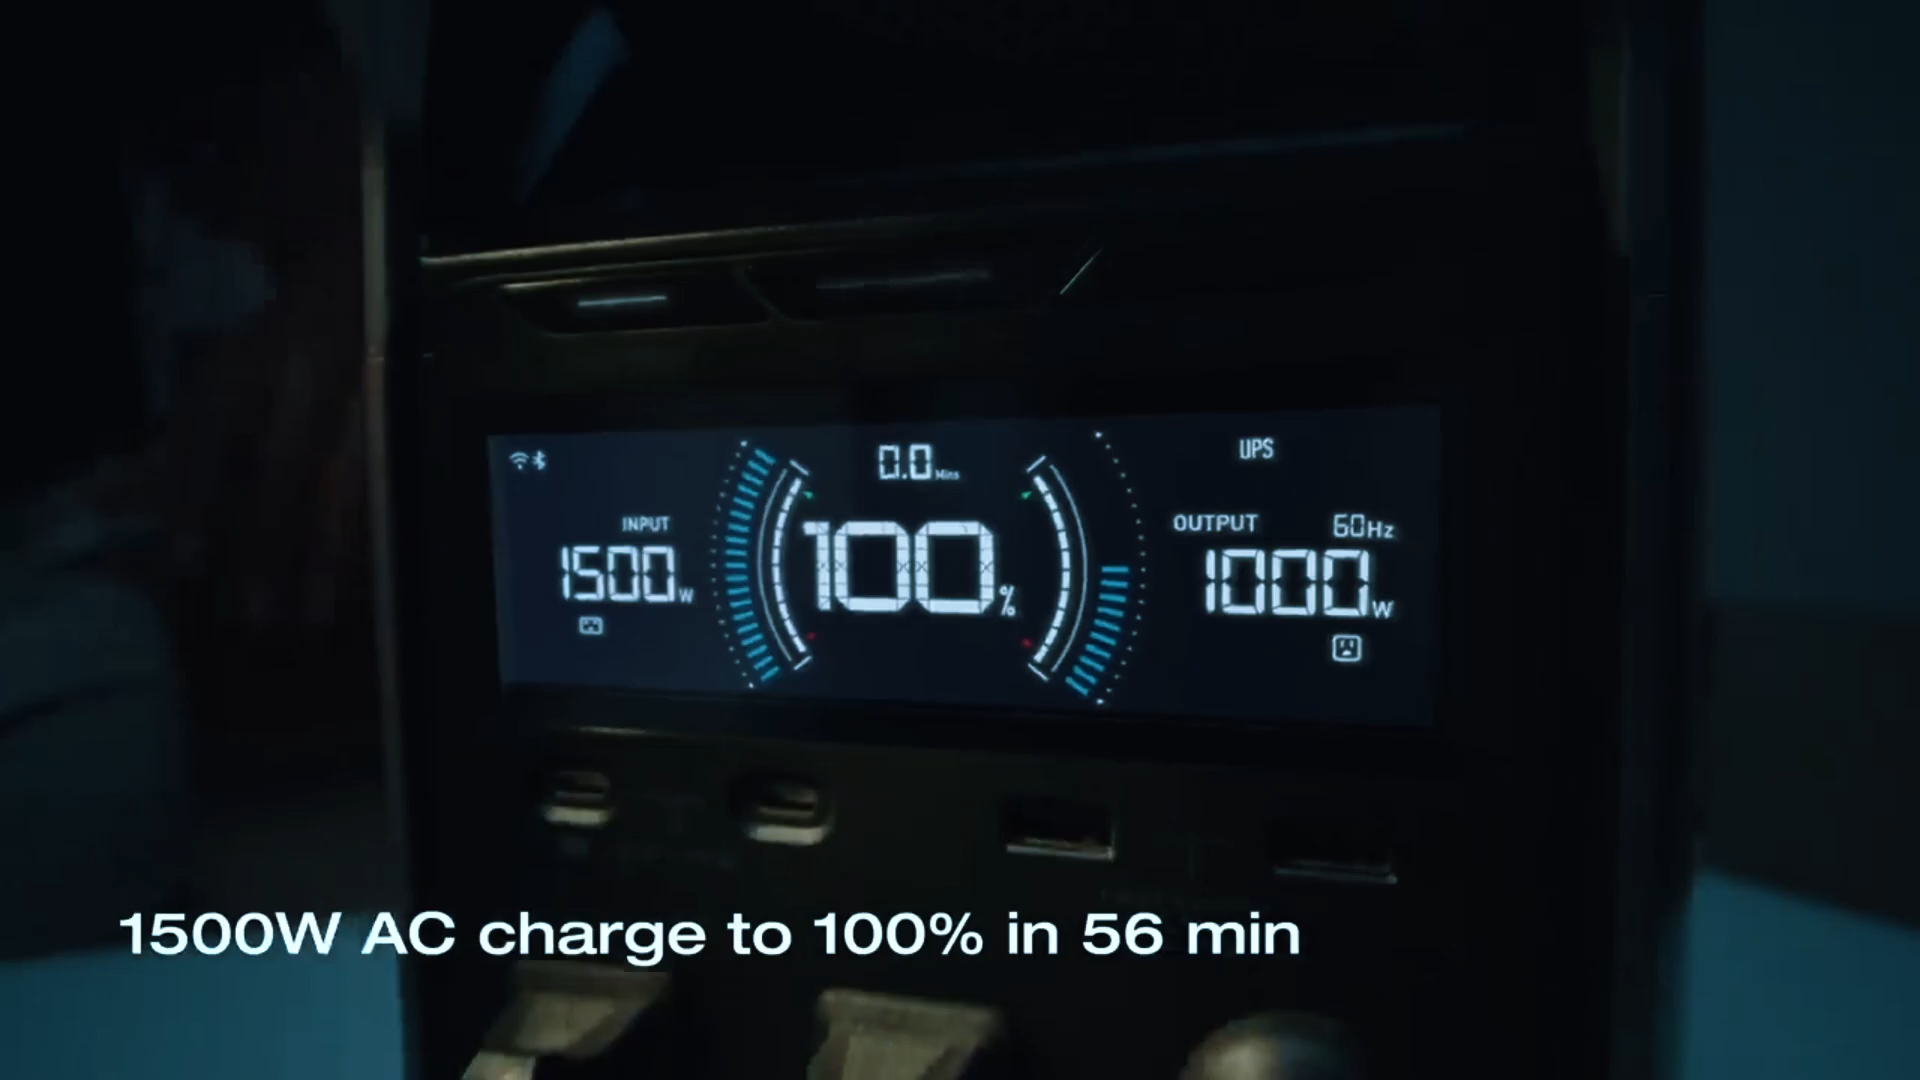 0.0 Mins
UPS
INPUT
1500W
100%
OUTPUT 60Hz
1000W
1500W AC charge to 100% in 56 min